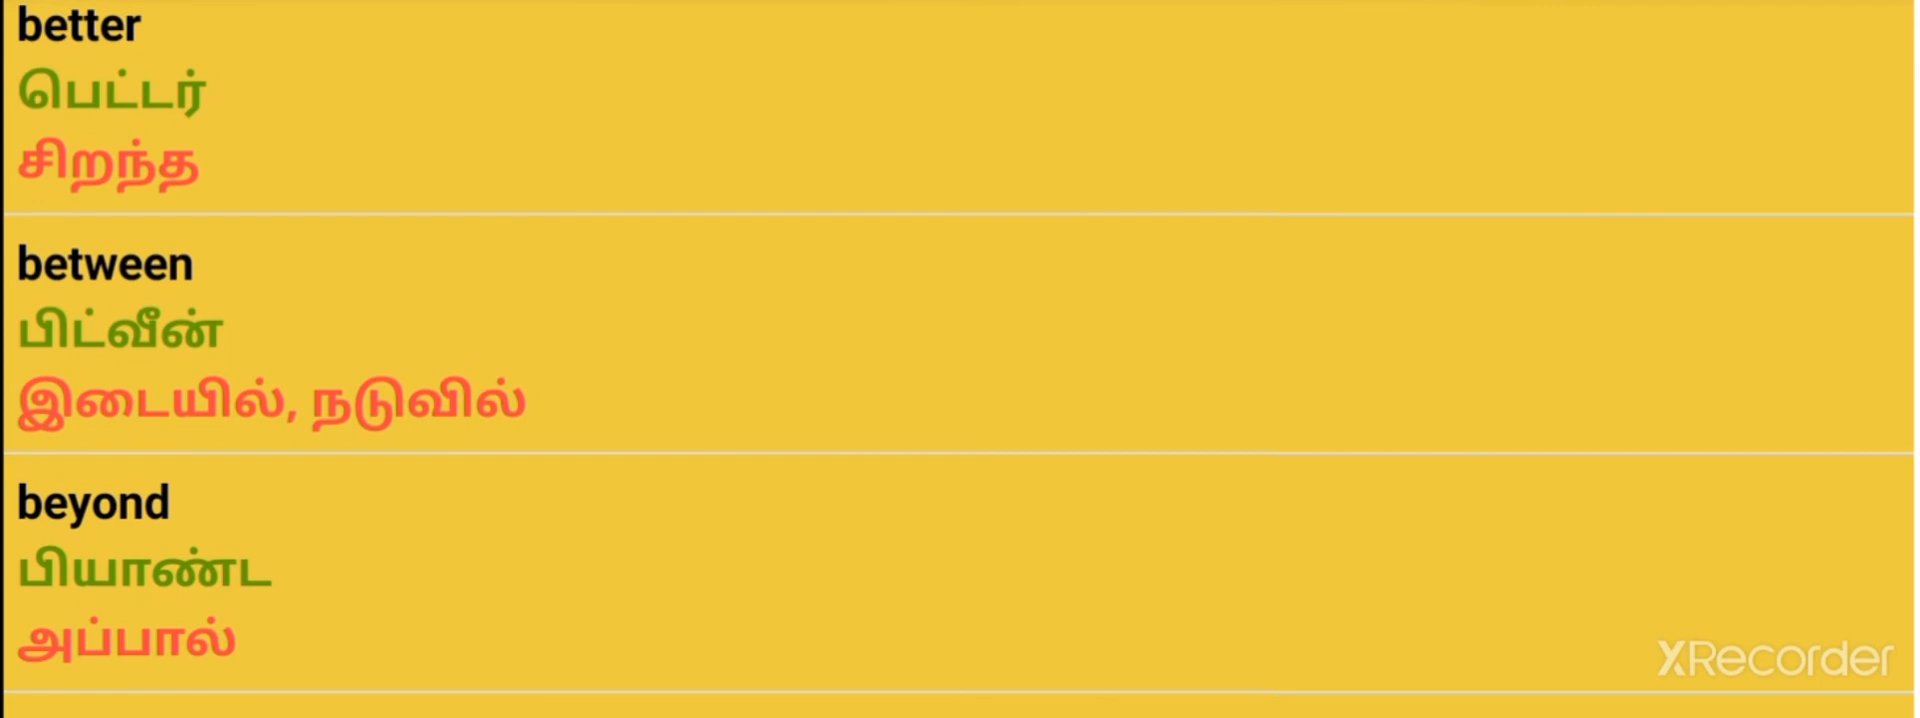 better
பெட்டர்
சிறந்த
between
பிட்வீன்
இடையில், நடுவில்
beyond
பியாண்ட
அப்பால்
XRecorder